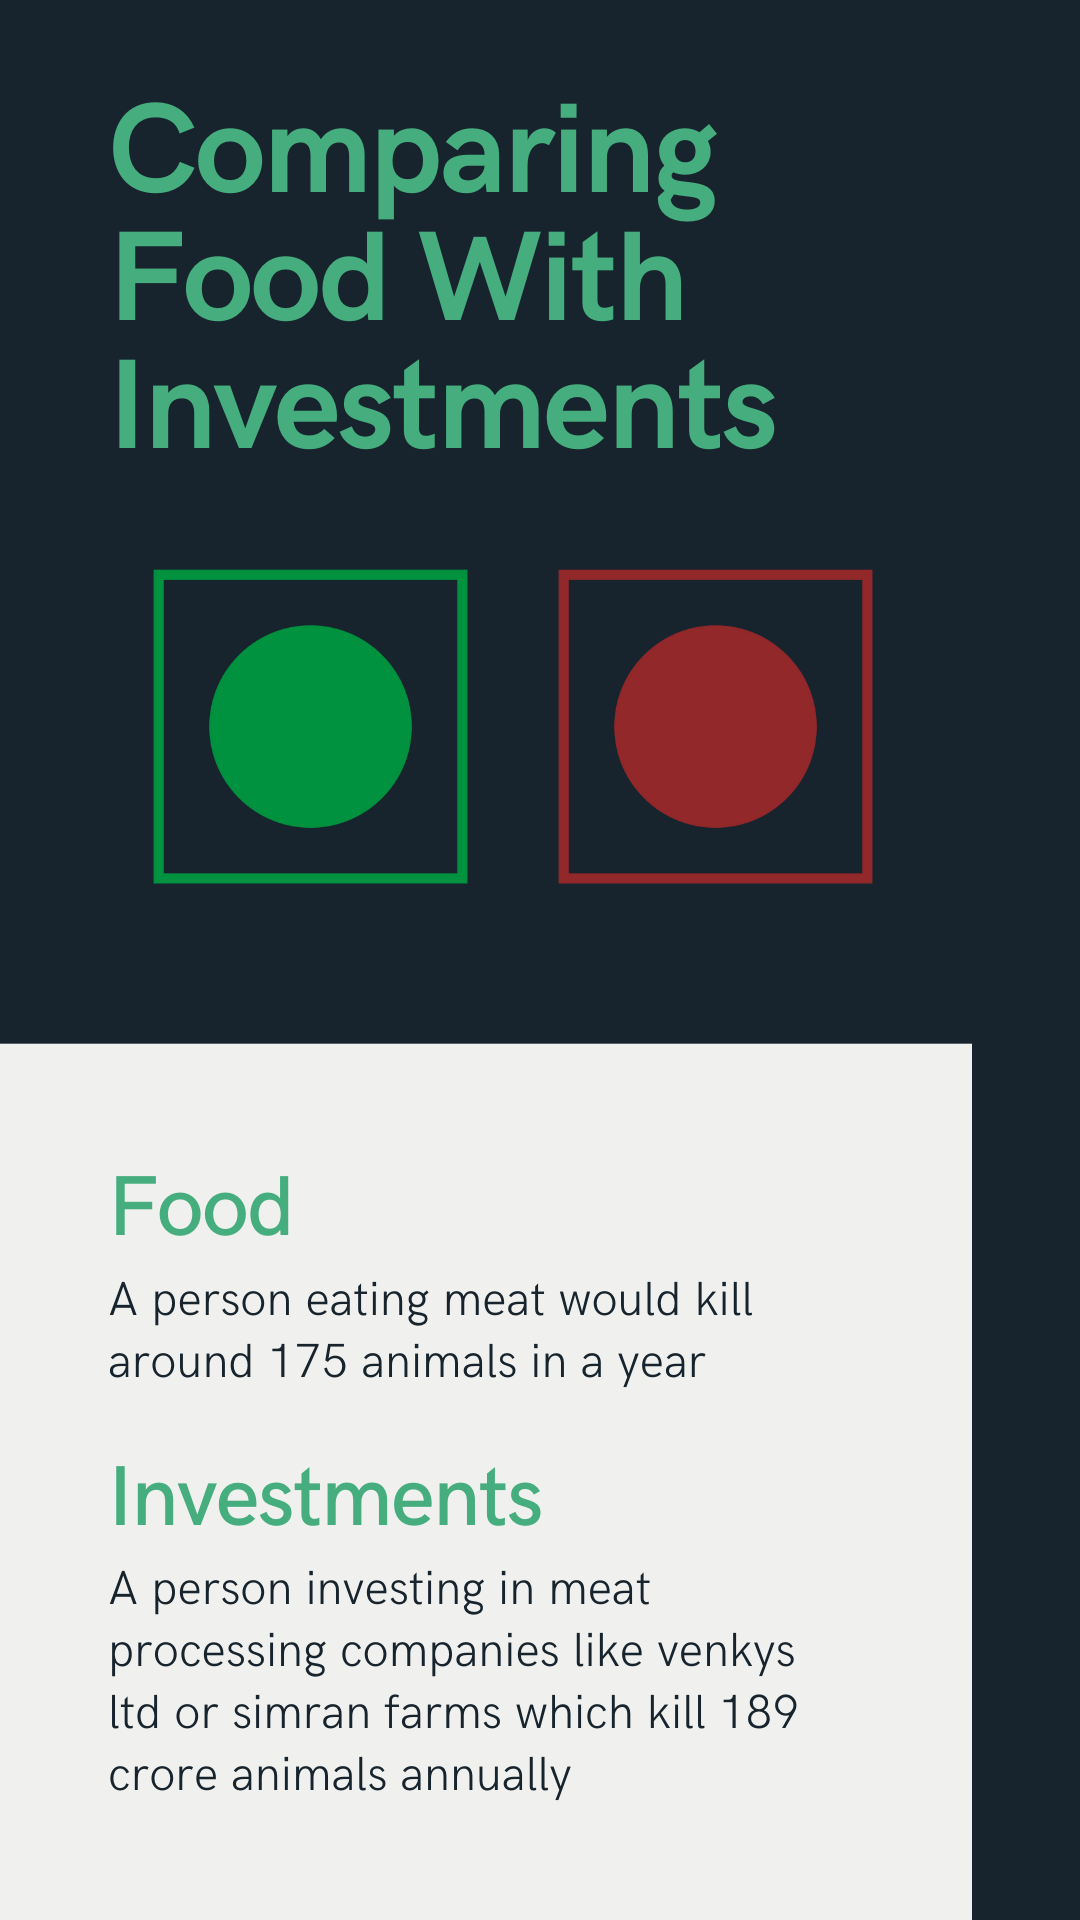 Comparing
Food With
Investments
Food
A person eating meat would kill
around 175 animals in a year
Investments
A person investing in meat
processing companies like venkys
ltd or simran farms which kill 189
crore animals annually